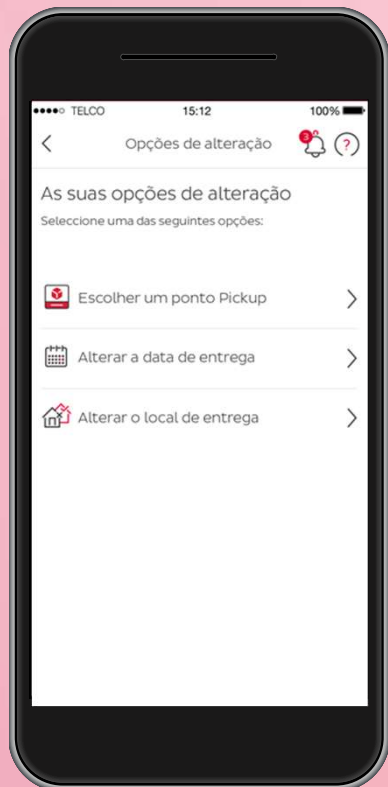 TELCO 15:12 100%
Opções de alteração 3 ?
As suas opções de alteração
Seleccione uma das seguintes opções:
Escolher um ponto Pickup
Alterar a data de entrega
Alterar o local de entrega